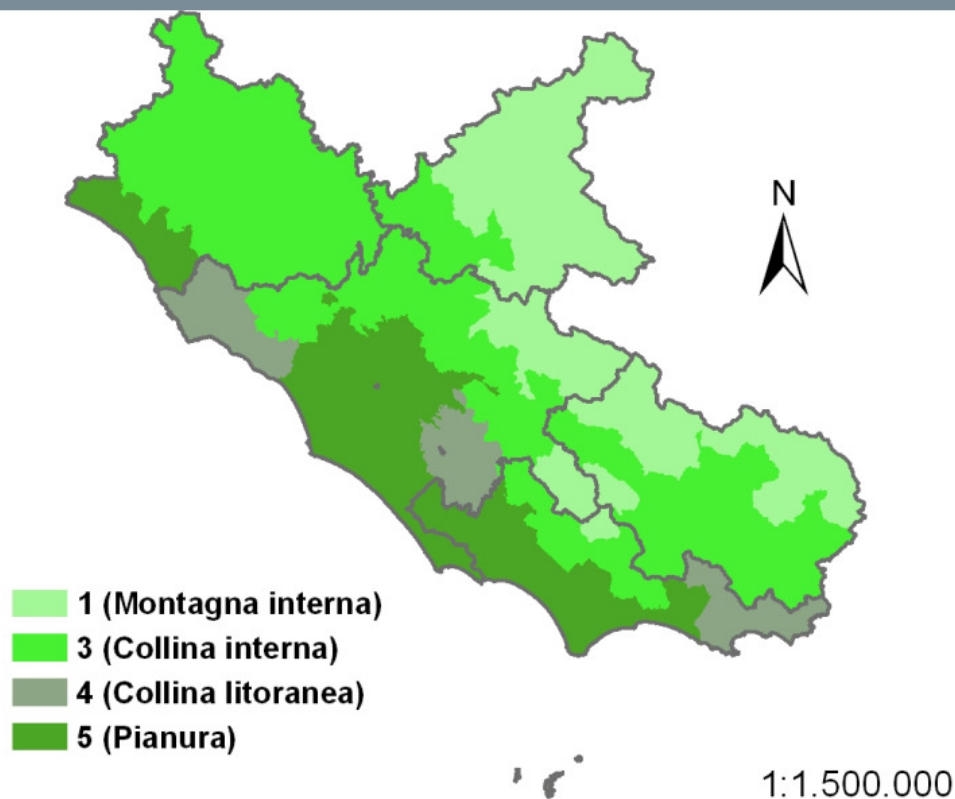 N
1 (Montagna interna)
3 (Collina interna)
4 (Collina litoranea)
5 (Pianura)
1:1.500.000